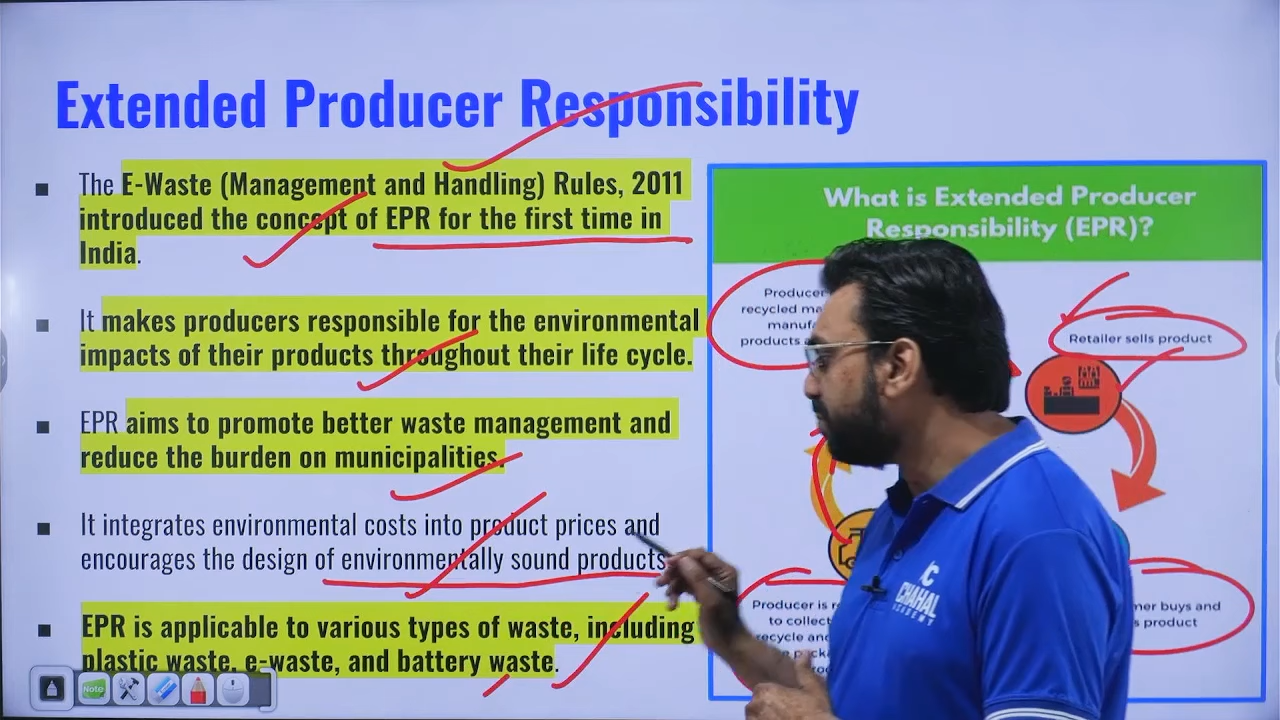 Extended Producer Responsibility
■ The E-Waste (Management and Handling) Rules, 2011
introduced the concept of EPR for the first time in
India.
■ It makes producers responsible for the environmental
impacts of their products throughout their life cycle.
■ EPR aims to promote better waste management and
reduce the burden on municipalities.
■ It integrates environmental costs into product prices and
encourages the design of environmentally sound products
■ EPR is applicable to various types of waste, including
plastic waste, e-waste, and battery waste.
What is Extended Producer
Responsibility (EPR)?
Producer
recycled
products
Retailer sells product
Producer is
to collect
recycle
buys and
product
CHAHAL
ACADEMY
Note